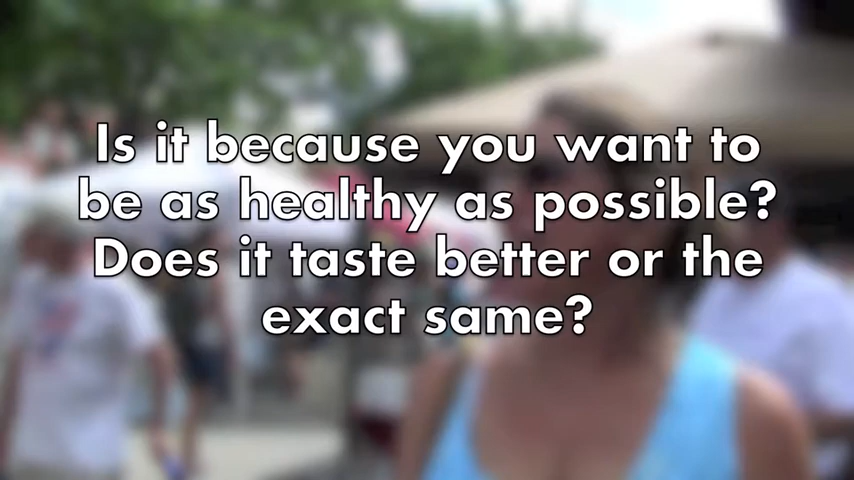 Is it because you want to
be as healthy as possible?
Does it taste better or the
exact same?